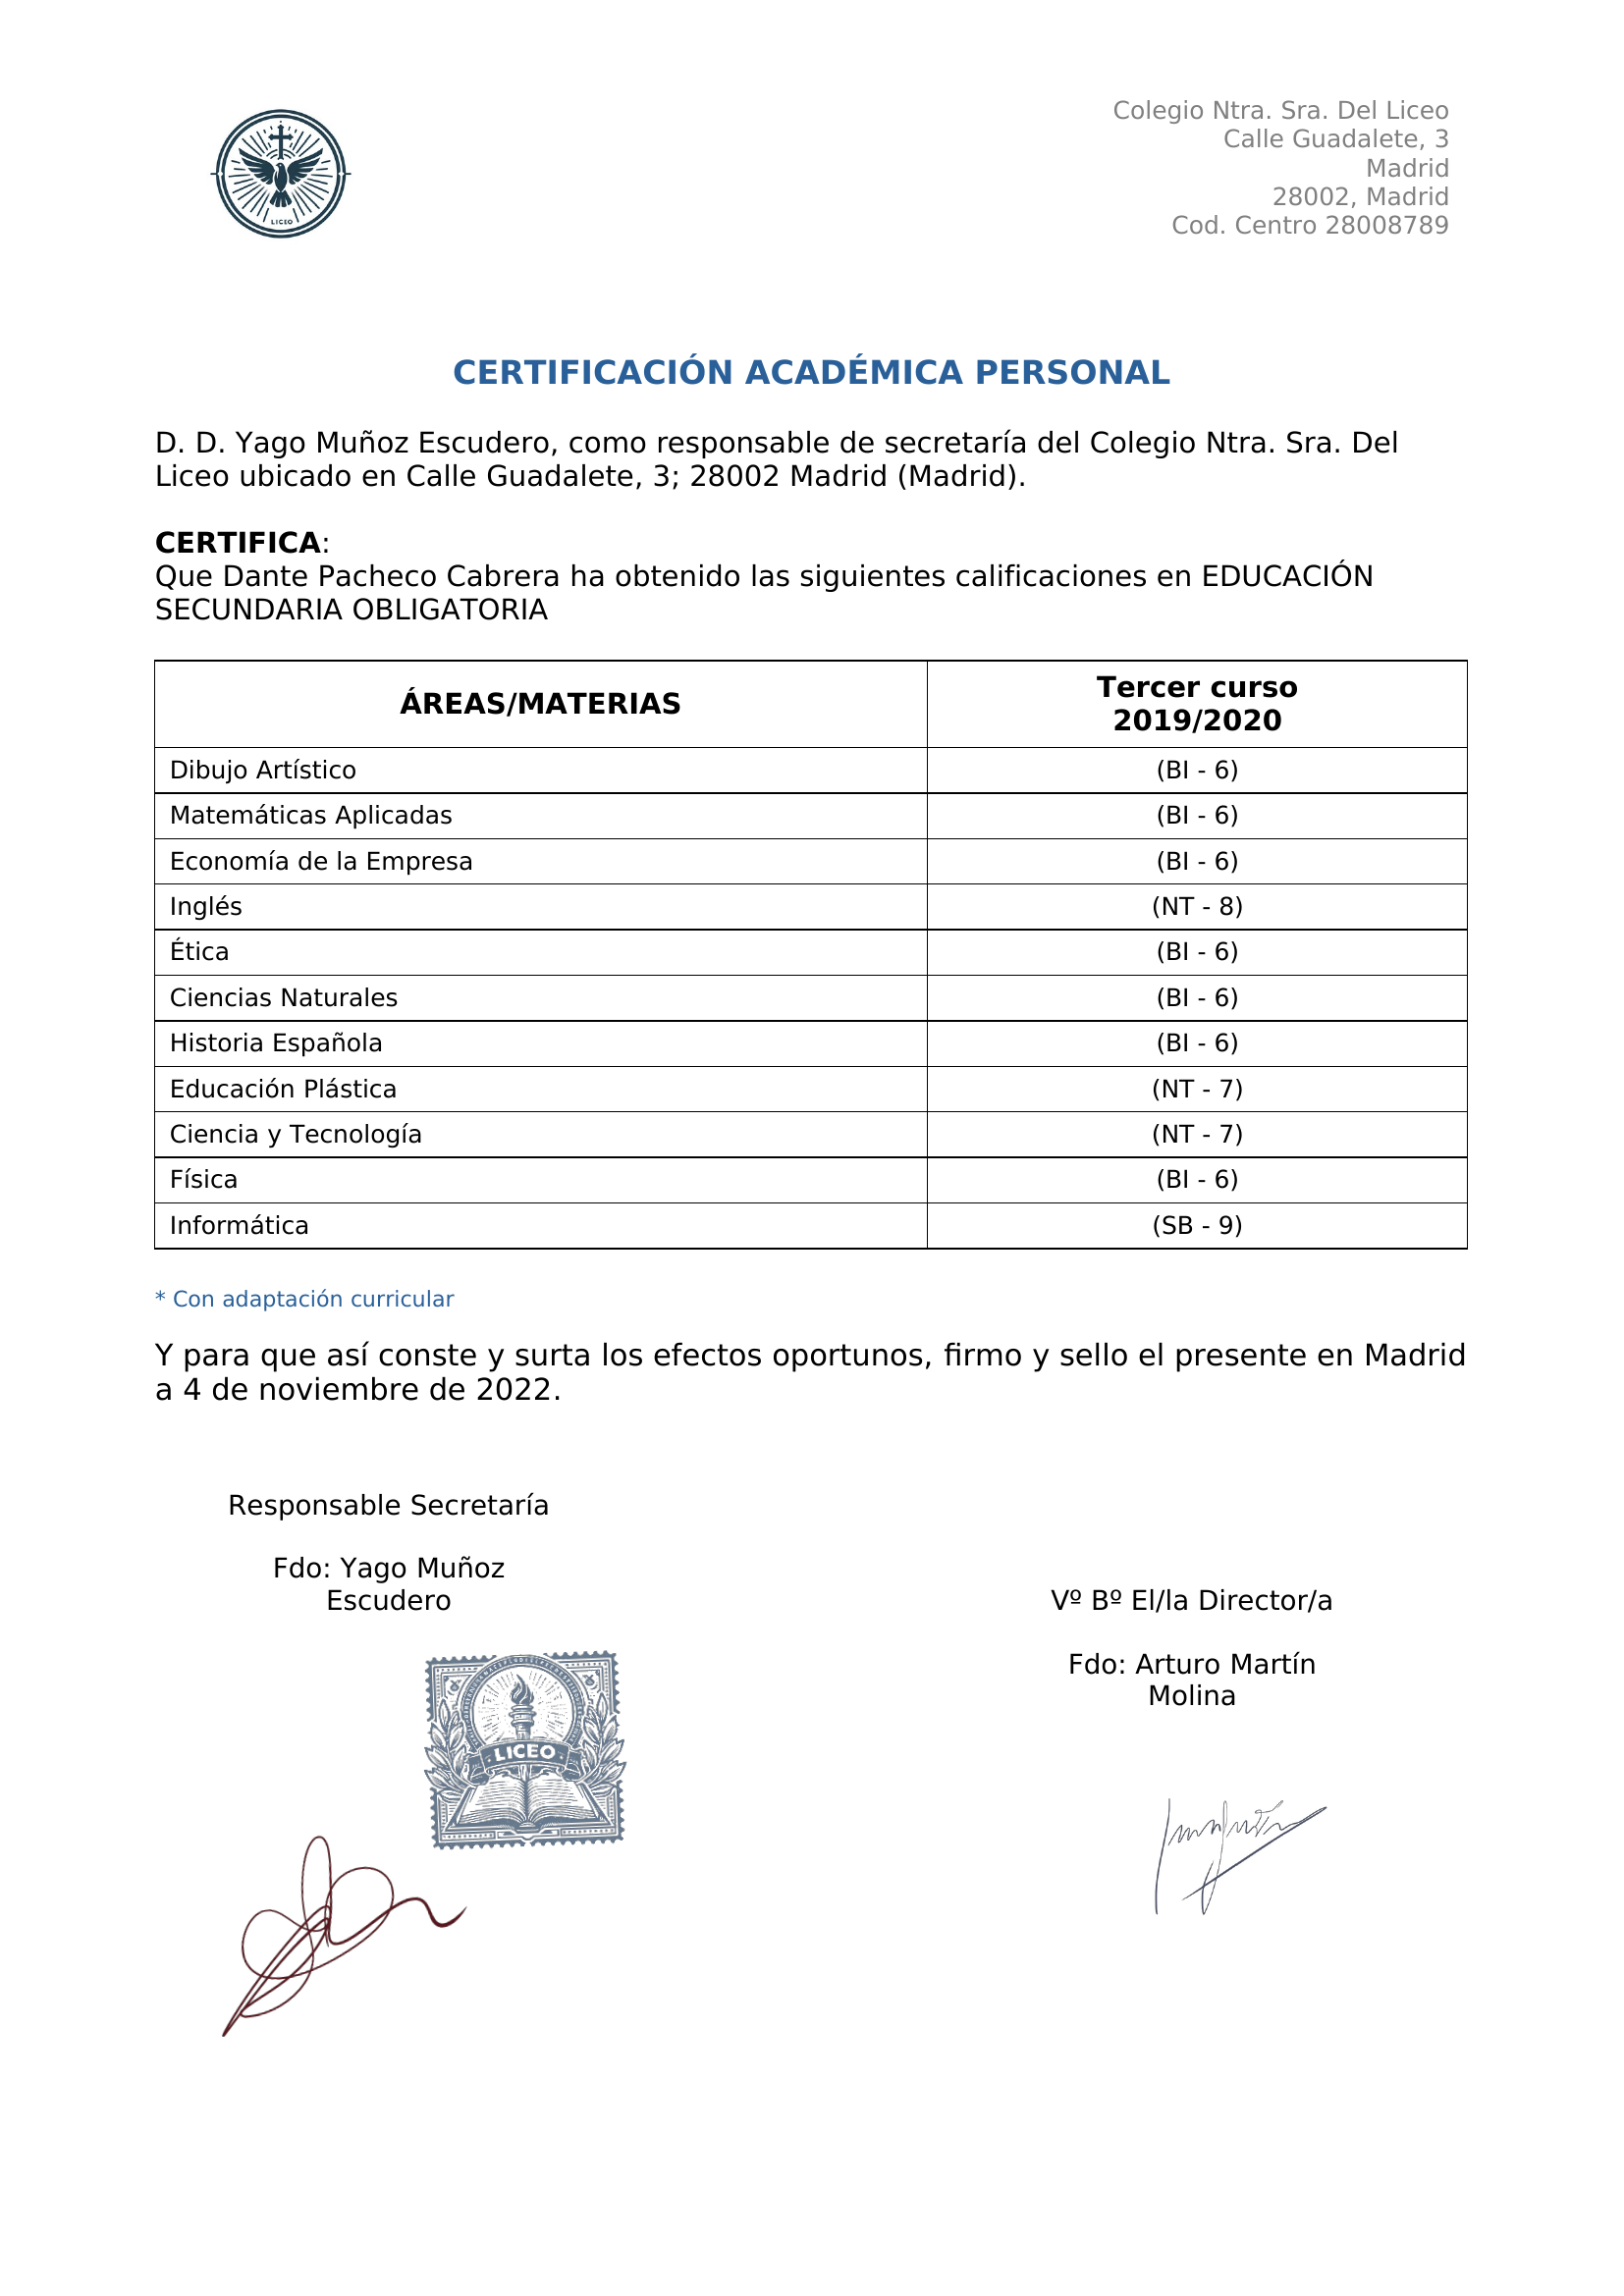 LICEO
Colegio Ntra. Sra. Del Liceo
Calle Guadalete, 3
Madrid
28002, Madrid
Cod. Centro 28008789
CERTIFICACIÓN ACADÉMICA PERSONAL
D. D. Yago Muñoz Escudero, como responsable de secretaría del Colegio Ntra. Sra. Del
Liceo ubicado en Calle Guadalete, 3; 28002 Madrid (Madrid).
CERTIFICA:
Que Dante Pacheco Cabrera ha obtenido las siguientes calificaciones en EDUCACIÓN
SECUNDARIA OBLIGATORIA
ÁREAS/MATERIAS
Tercer curso
2019/2020
Dibujo Artístico (BI - 6)
Matemáticas Aplicadas (BI - 6)
Economía de la Empresa (BI - 6)
Inglés (NT - 8)
Ética (BI - 6)
Ciencias Naturales (BI - 6)
Historia Española (BI - 6)
Educación Plástica (NT - 7)
Ciencia y Tecnología (NT - 7)
Física (BI - 6)
Informática (SB - 9)
* Con adaptación curricular
Y para que así conste y surta los efectos oportunos, firmo y sello el presente en Madrid
a 4 de noviembre de 2022.
Responsable Secretaría
Fdo: Yago Muñoz
Escudero
Vº Bº El/la Director/a
Fdo: Arturo Martín
Molina
LICEO